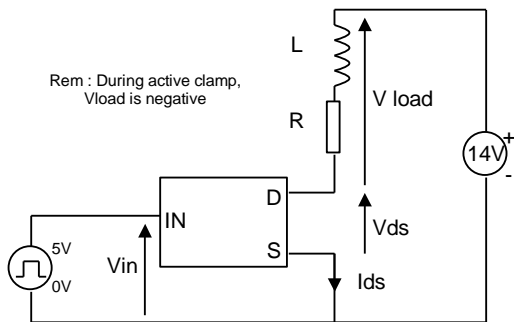 L
Rem : During active clamp,
Vload is negative
V load
R
14V
+
-
D
IN
Vds
S
5V
0V
Vin
Ids